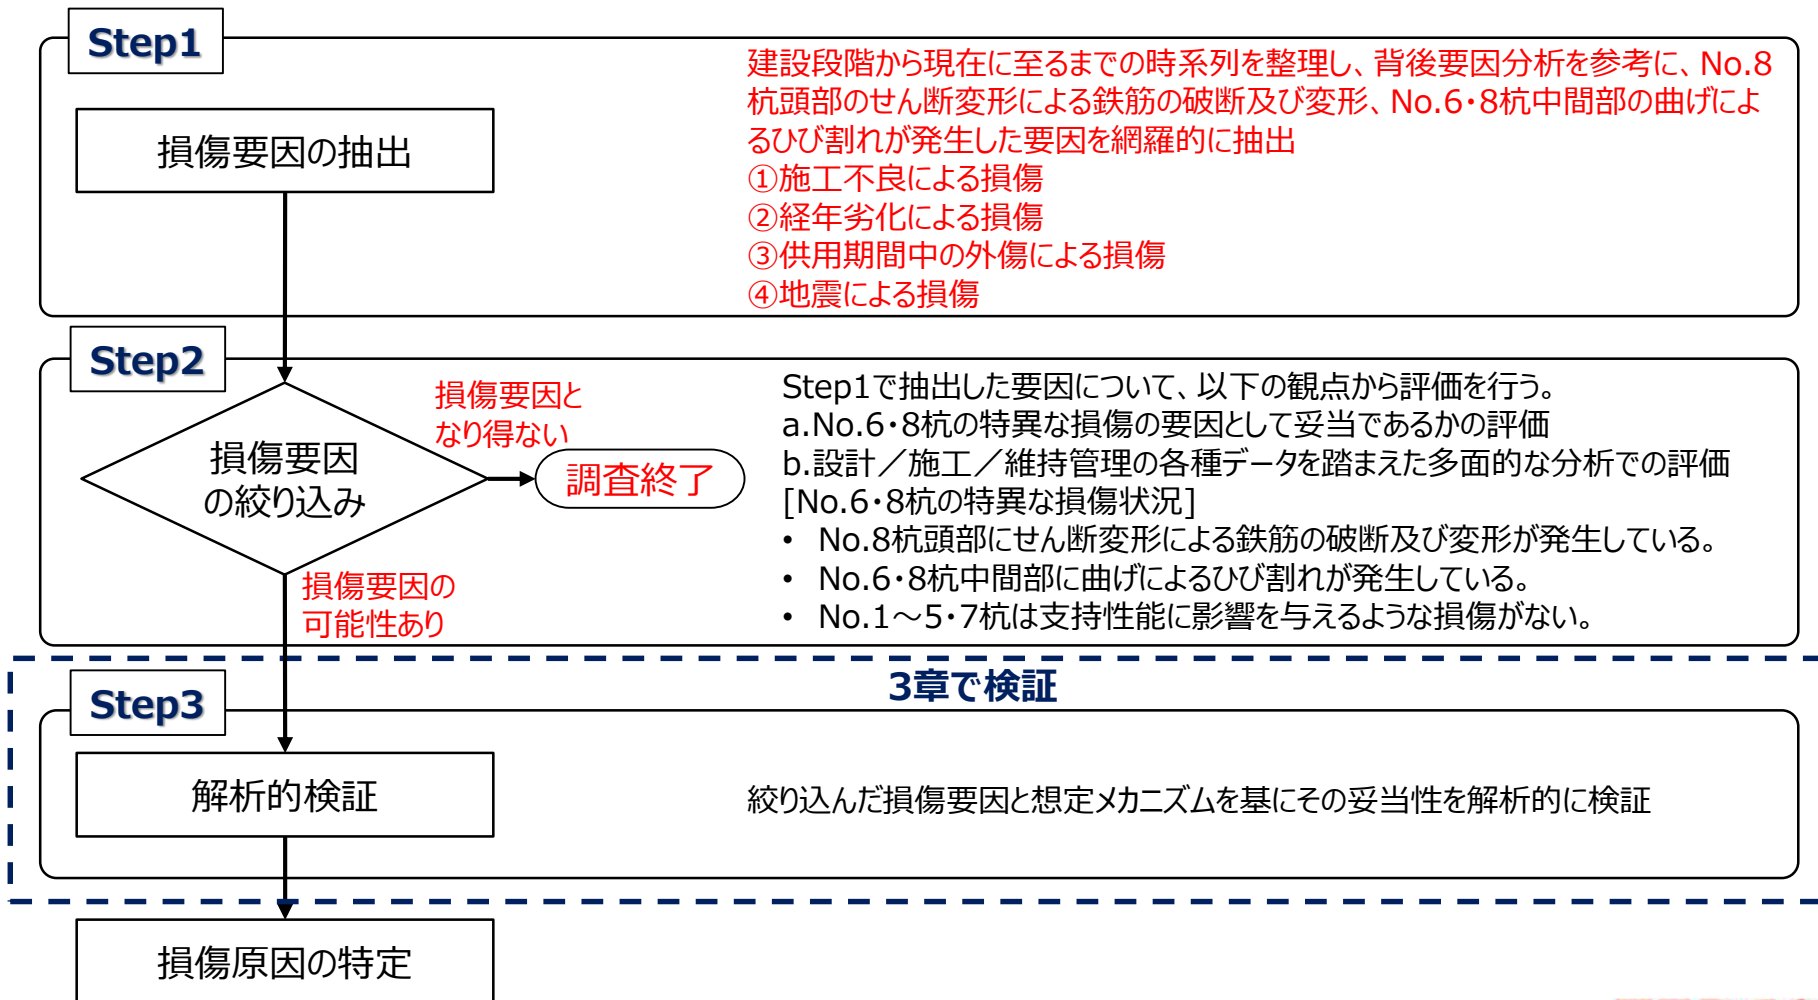 Step1
建設段階から現在に至るまでの時系列を整理し、背後要因分析を参考に、No.8
杭頭部のせん断変形による鉄筋の破断及び変形、No.6・8杭中間部の曲げによ
るひび割れが発生した要因を網羅的に抽出
①施工不良による損傷
②経年劣化による損傷
③供用期間中の外傷による損傷
④地震による損傷
損傷要因の抽出
Step2
損傷要因
の絞り込み
損傷要因と
なり得ない
調査終了
損傷要因の
可能性あり
Step1で抽出した要因について、以下の観点から評価を行う。
a.No.6・8杭の特異な損傷の要因として妥当であるかの評価
b.設計／施工／維持管理の各種データを踏まえた多面的な分析での評価
[No.6・8杭の特異な損傷状況]
• No.8杭頭部にせん断変形による鉄筋の破断及び変形が発生している。
• No.6・8杭中間部に曲げによるひび割れが発生している。
• No.1～5・7杭は支持性能に影響を与えるような損傷がない。
3章で検証
Step3
解析的検証
絞り込んだ損傷要因と想定メカニズムを基にその妥当性を解析的に検証
損傷原因の特定